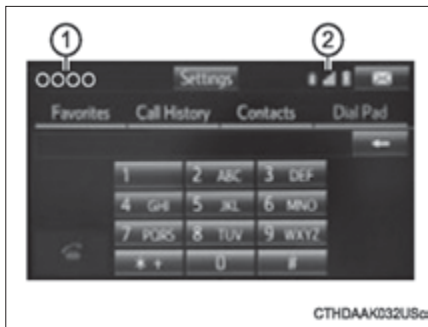 1 2
OOOO Settings
Favorites Call History Contacts Dial Pad
1 2 ABC 3 DEF
4 GHI 5 JKL 6 MNO
7 PQRS 8 TUV 9 WXYZ
* + 0 #
CTHDAAK032USc